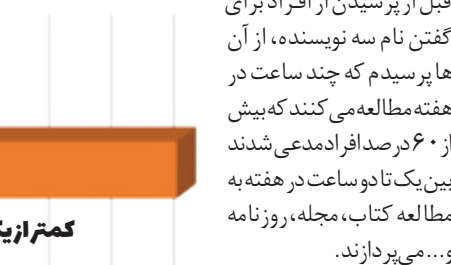 قبل از پرسیدن از افراد برای
گفتن نام سه نویسنده، از آن
ها پرسیدم که چند ساعت در
هفته مطالعه می کنند که بیش
از ۶۰ درصد افراد مدعی شدند
بین یک تا دو ساعت در هفته به
مطالعه کتاب، مجله، روزنامه
و... می‌پردازند.
کمتر از